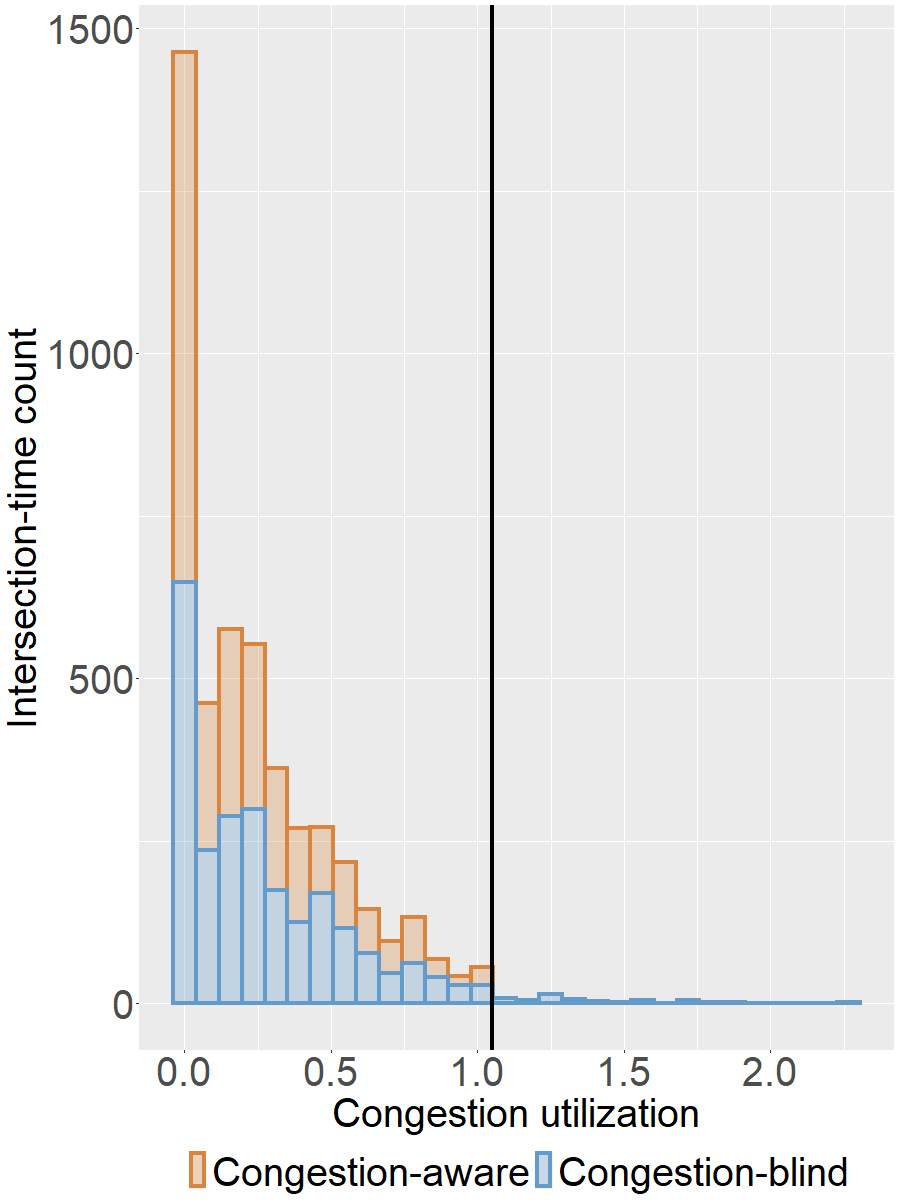 Intersection-time count
1500
1000
500
0
0.0 0.5 1.0 1.5 2.0
Congestion utilization
Congestion-aware Congestion-blind